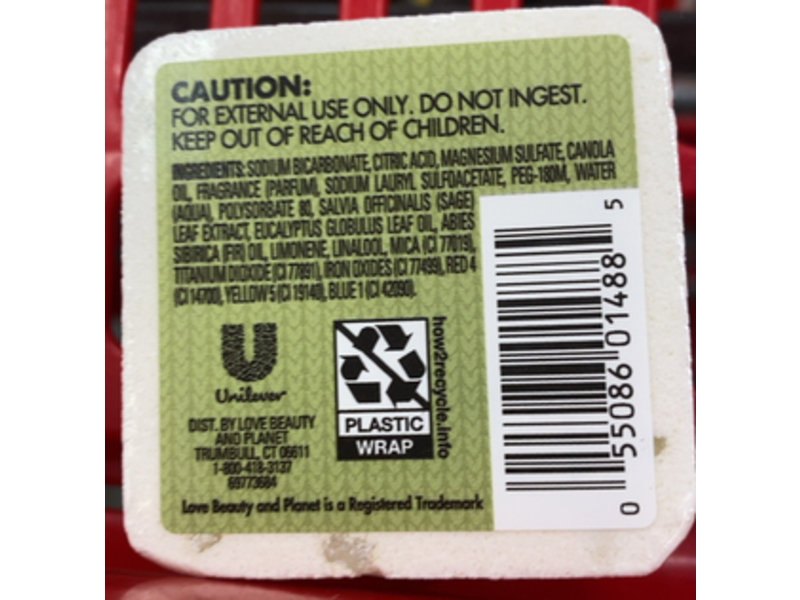 CAUTION:
FOR EXTERNAL USE ONLY. DO NOT INGEST.
KEEP OUT OF REACH OF CHILDREN.
INGREDIENTS: SODIUM BICARBONATE, CITRIC ACID, MAGNESIUM SULFATE, CANOLA
OIL, FRAGRANCE (PARFUM), SODIUM LAURYL SULFOACETATE, PEG-180M, WATER
(AQUA), POLYSORBATE 80, SALVIA OFFICINALIS (SAGE)
LEAF EXTRACT, EUCALYPTUS GLOBULUS LEAF OIL, ABIES
SIBIRICA (FIR) OIL, LIMONENE, LINALOOL, MICA (CI 77019),
TITANIUM DIOXIDE (CI 77891), IRON OXIDES (CI 77499), RED 4
(CI 14700), YELLOW 5 (CI 19140), BLUE 1 (CI 42090).
Unilever
DIST. BY LOVE BEAUTY
AND PLANET
TRUMBULL, CT 06611
1-800-418-3137
69773684
PLASTIC
WRAP
how2recycle.info
Love Beauty and Planet is a Registered Trademark
0 55086 01488 5